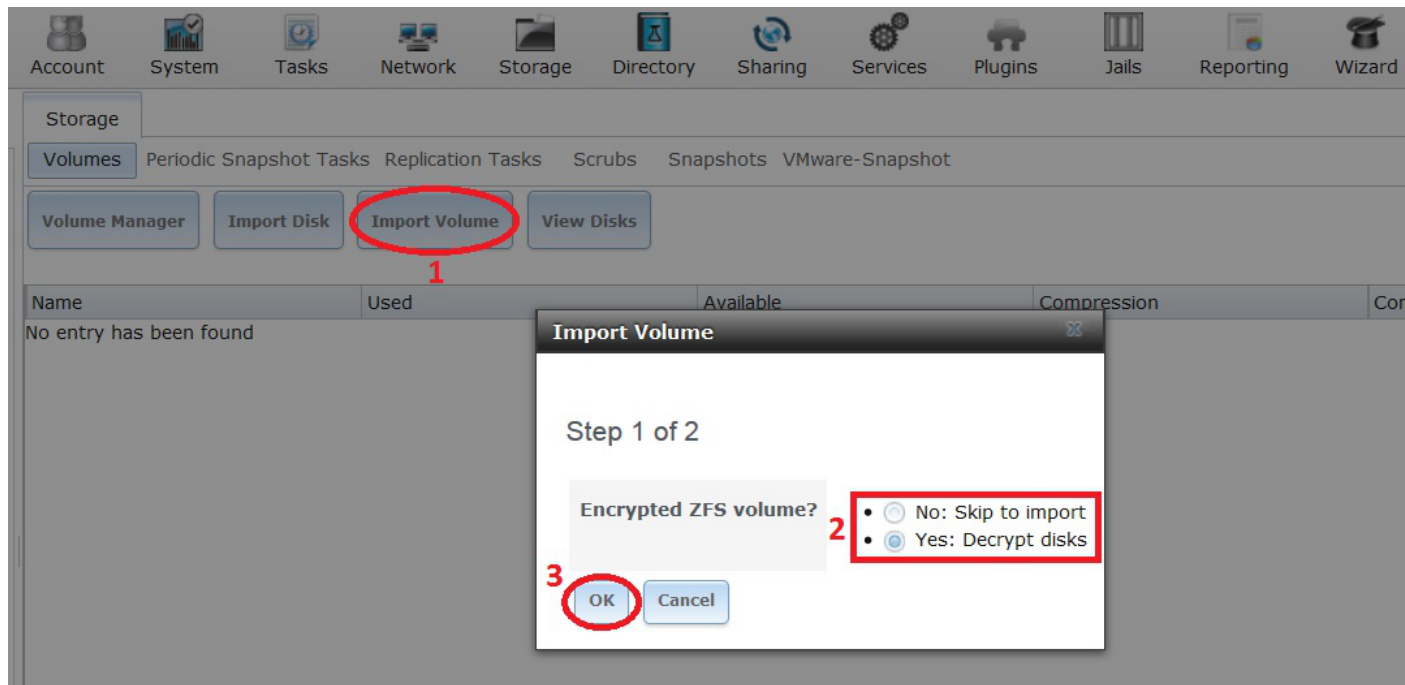 Account System Tasks Network Storage Directory Sharing Services Plugins Jails Reporting Wizard
Storage
Volumes Periodic Snapshot Tasks Replication Tasks Scrubs Snapshots VMware-Snapshot
Volume Manager Import Disk Import Volume View Disks
1
Name Used Available Compression Cor
No entry has been found
Import Volume
Step 1 of 2
Encrypted ZFS volume?
2
• No: Skip to import
• Yes: Decrypt disks
3
OK Cancel